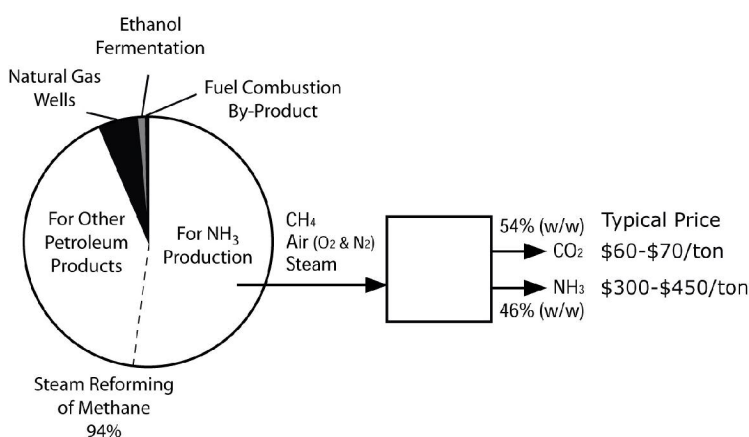 Ethanol
Fermentation
Natural Gas
Wells
Fuel Combustion
By-Product
For Other
Petroleum
Products
For NH₃
Production
CH₄
Air (O₂ & N₂)
Steam
54% (w/w)
CO₂
NH₃
46% (w/w)
Typical Price
$60-$70/ton
$300-$450/ton
Steam Reforming
of Methane
94%